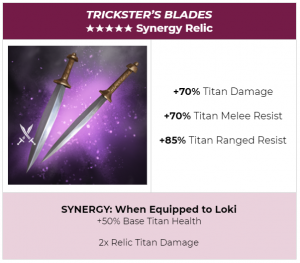 TRICKSTER'S BLADES
★★★★★ Synergy Relic
+70% Titan Damage
+70% Titan Melee Resist
+85% Titan Ranged Resist
SYNERGY: When Equipped to Loki
+50% Base Titan Health
2x Relic Titan Damage